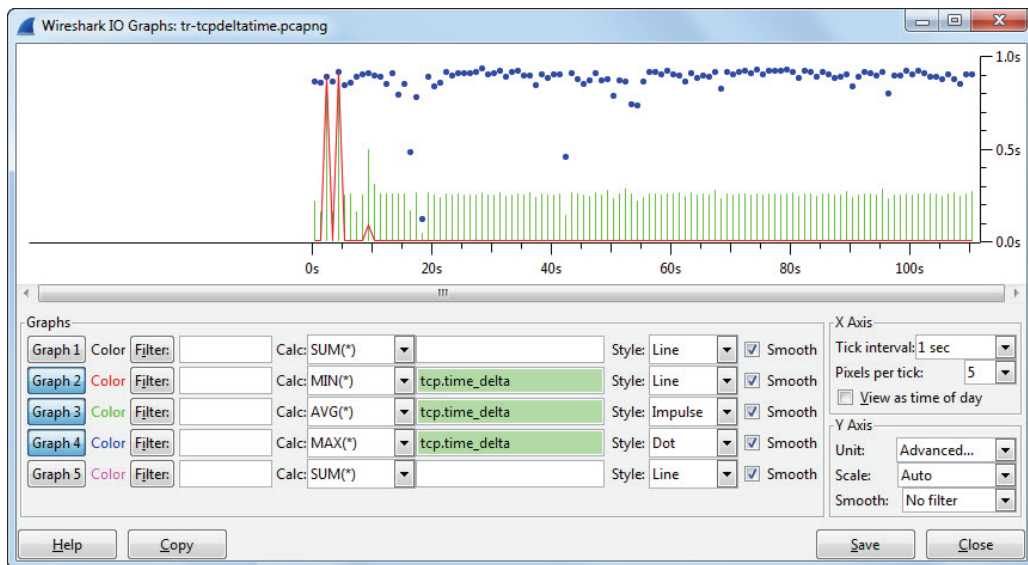 Wireshark IO Graphs: tr-tcpdeltatime.pcapng
1.0s
0.5s
0.0s
0s 20s 40s 60s 80s 100s
Graphs
Graph 1 Color Filter: Calc: SUM(*) Style: Line Smooth
Graph 2 Color Filter: Calc: MIN(*) tcp.time_delta Style: Line Smooth
Graph 3 Color Filter: Calc: AVG(*) tcp.time_delta Style: Impulse Smooth
Graph 4 Color Filter: Calc: MAX(*) tcp.time_delta Style: Dot Smooth
Graph 5 Color Filter: Calc: SUM(*) Style: Line Smooth
X Axis
Tick interval: 1 sec
Pixels per tick: 5
View as time of day
Y Axis
Unit: Advanced...
Scale: Auto
Smooth: No filter
Help Copy Save Close